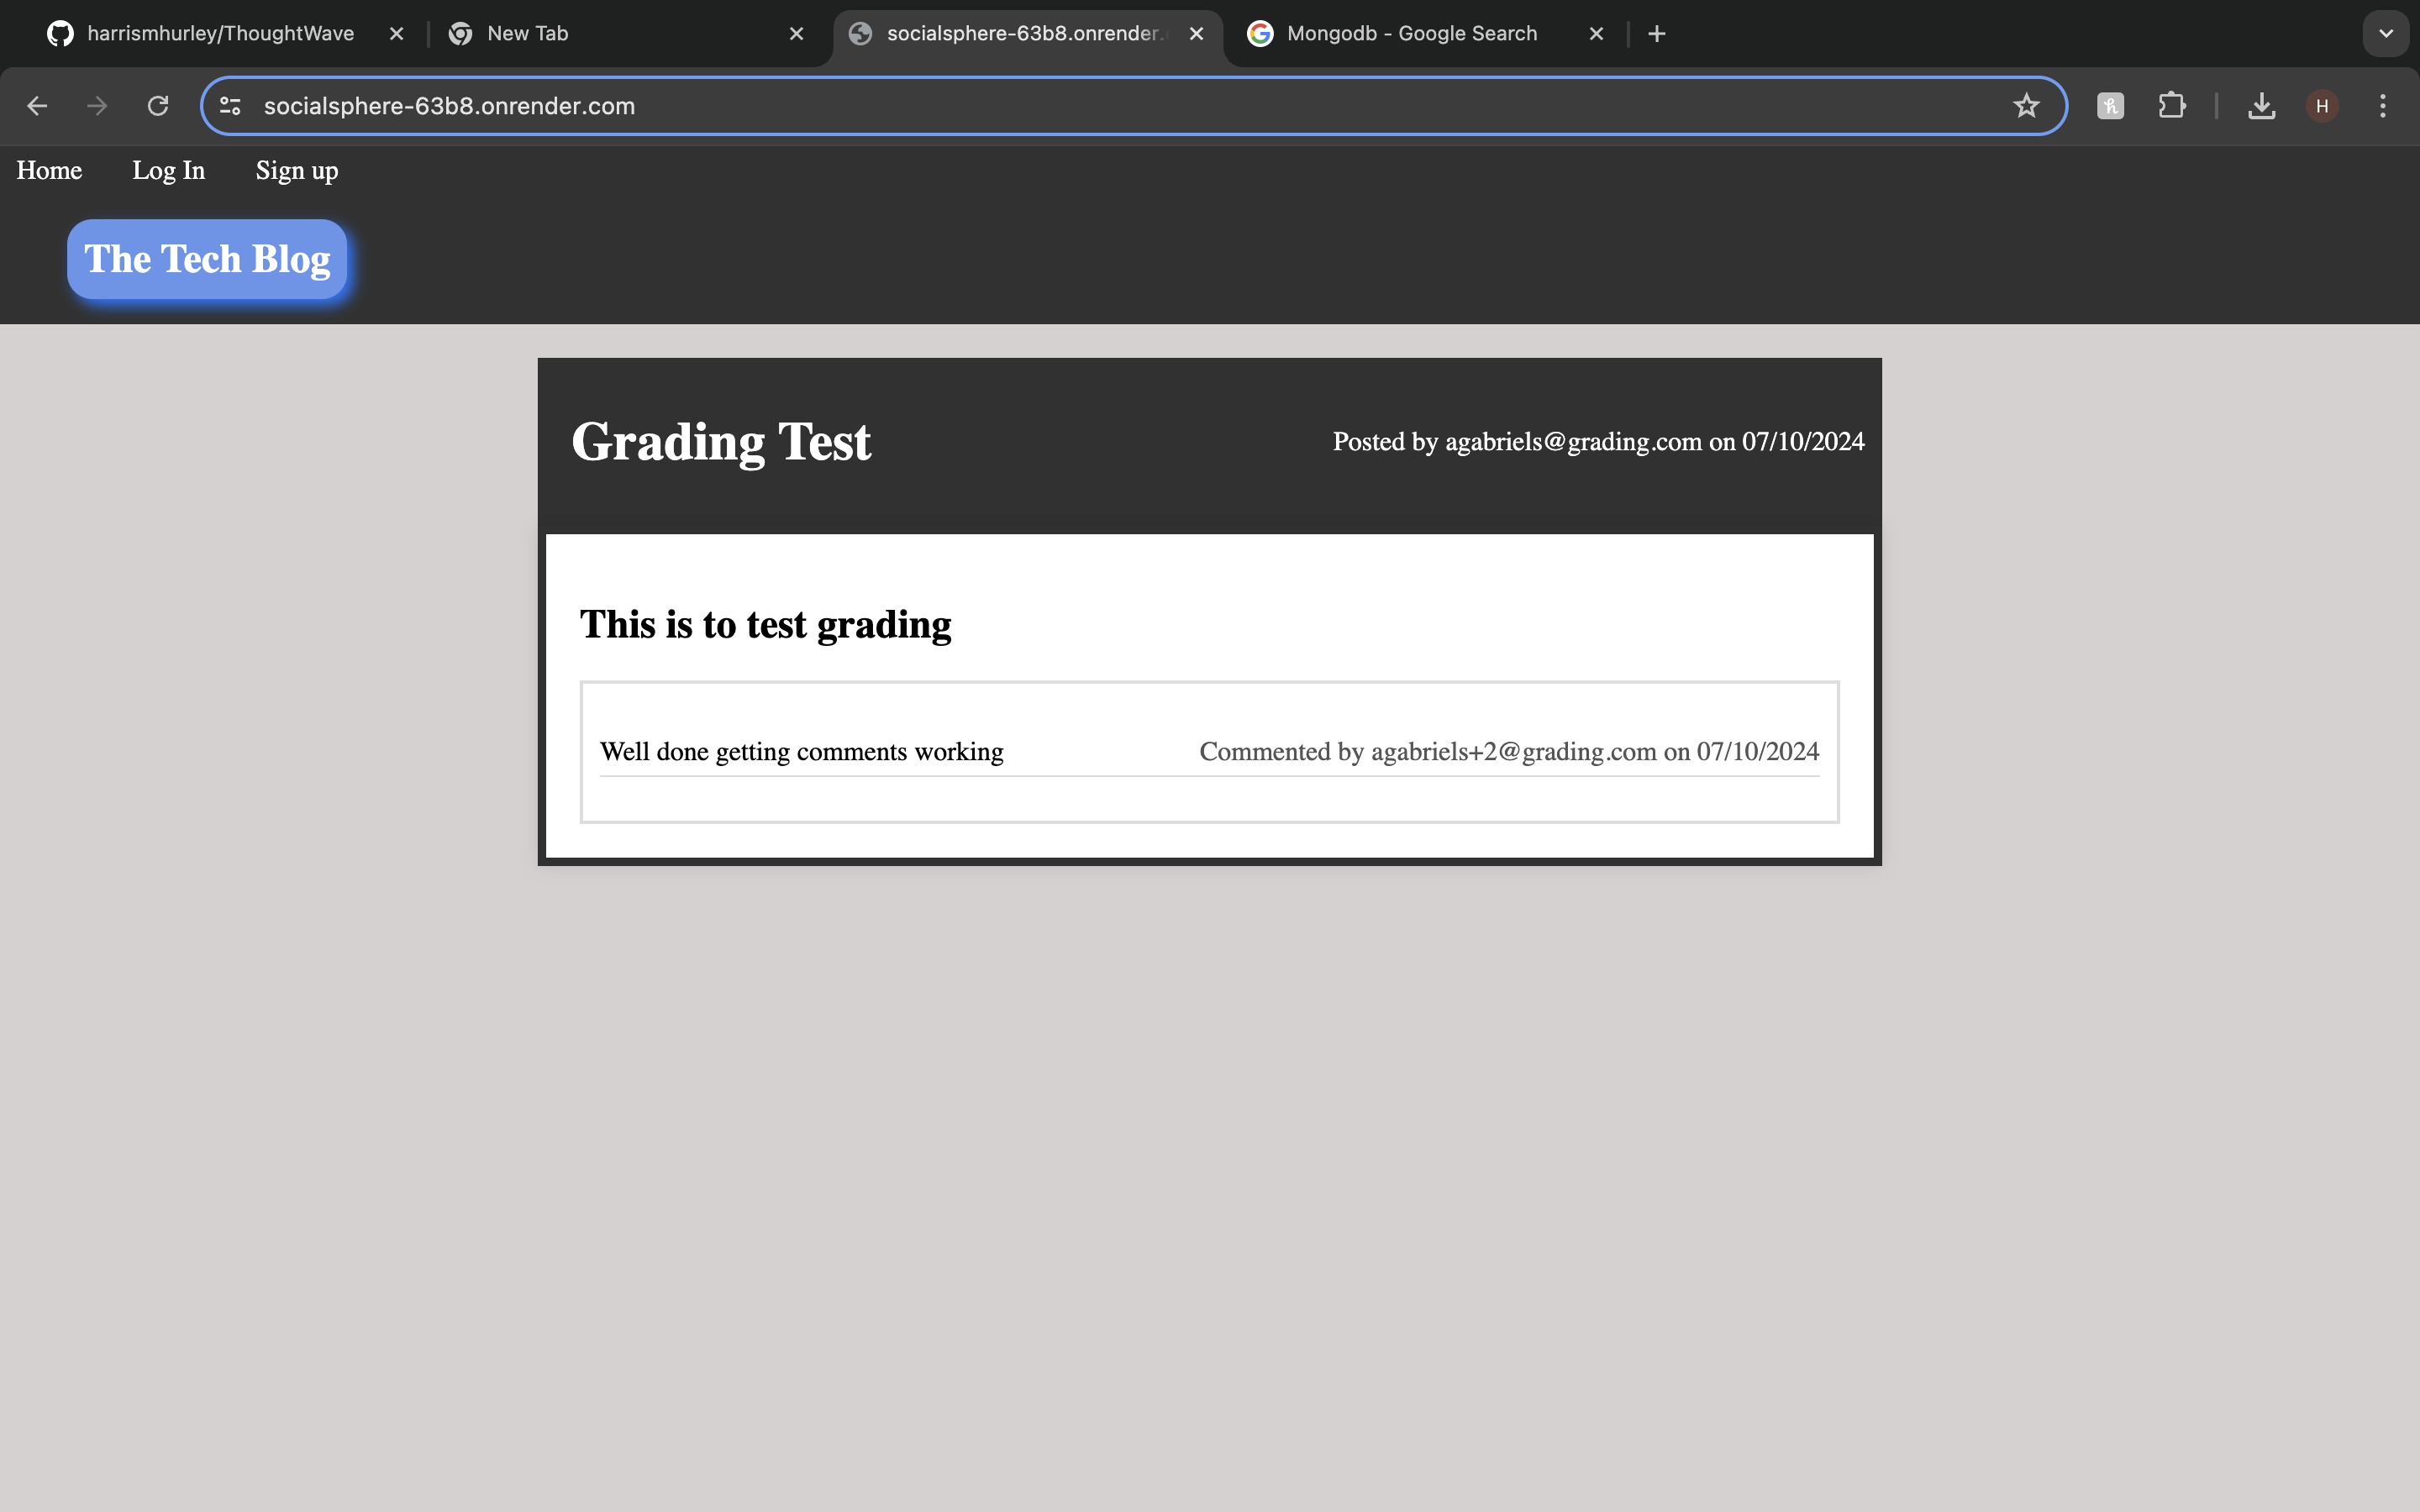 harrismhurley/ThoughtWave
New Tab
socialsphere-63b8.onrender.
Mongodb - Google Search
socialsphere-63b8.onrender.com
H
Home
Log In
Sign up
The Tech Blog
Grading Test
Posted by agabriels@grading.com on 07/10/2024
This is to test grading
Well done getting comments working
Commented by agabriels+2@grading.com on 07/10/2024